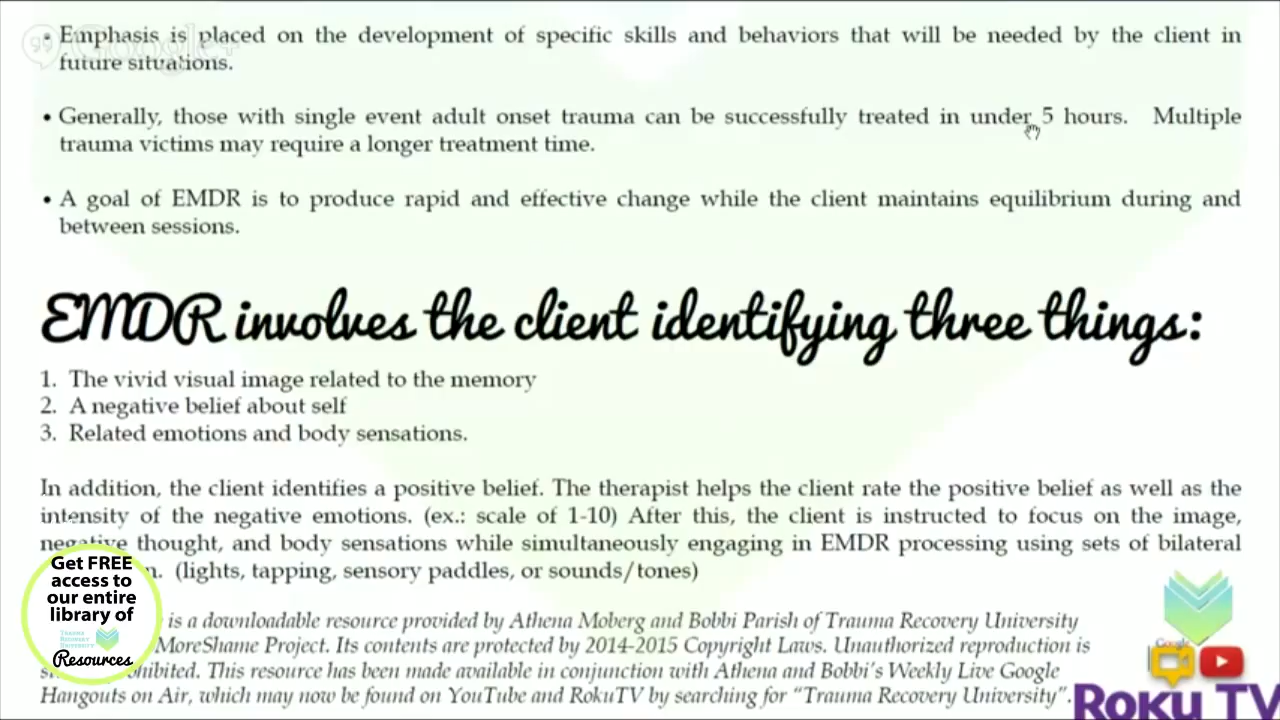 Google+
• Emphasis is placed on the development of specific skills and behaviors that will be needed by the client in
future situations.
• Generally, those with single event adult onset trauma can be successfully treated in under 5 hours. Multiple
trauma victims may require a longer treatment time.
• A goal of EMDR is to produce rapid and effective change while the client maintains equilibrium during and
between sessions.
EMDR involves the client identifying three things:
1. The vivid visual image related to the memory
2. A negative belief about self
3. Related emotions and body sensations.
In addition, the client identifies a positive belief. The therapist helps the client rate the positive belief as well as the
intensity of the negative emotions. (ex.: scale of 1-10) After this, the client is instructed to focus on the image,
negative thought, and body sensations while simultaneously engaging in EMDR processing using sets of bilateral
(lights, tapping, sensory paddles, or sounds/tones)
is a downloadable resource provided by Athena Moberg and Bobbi Parish of Trauma Recovery University
MoreShame Project. Its contents are protected by 2014-2015 Copyright Laws. Unauthorized reproduction is
This resource has been made available in conjunction with Athena and Bobbi's Weekly Live Google
Hangouts on Air, which may now be found on YouTube and RokuTV by searching for "Trauma Recovery University".
Get FREE
access to
our entire
library of
Trauma
Recovery
University
Resources
Google+
Roku TV